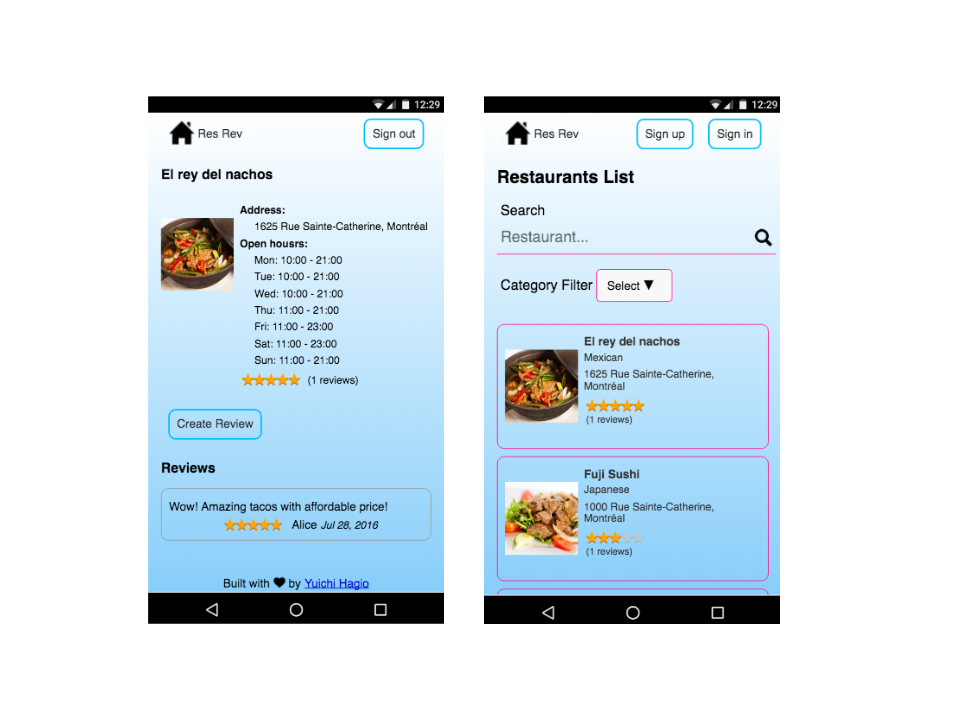 12:29
Res Rev
Sign out
El rey del nachos
Address:
1625 Rue Sainte-Catherine, Montréal
Open housrs:
Mon: 10:00 - 21:00
Tue: 10:00 - 21:00
Wed: 10:00 - 21:00
Thu: 11:00 - 21:00
Fri: 11:00 - 23:00
Sat: 11:00 - 23:00
Sun: 11:00 - 21:00
(1 reviews)
Create Review
Reviews
Wow! Amazing tacos with affordable price!
Alice Jul 28, 2016
Built with ♥ by Yuichi Hagio
12:29
Res Rev
Sign up
Sign in
Restaurants List
Search
Restaurant...
Category Filter
Select ▼
El rey del nachos
Mexican
1625 Rue Sainte-Catherine,
Montréal
(1 reviews)
Fuji Sushi
Japanese
1000 Rue Sainte-Catherine,
Montréal
(1 reviews)